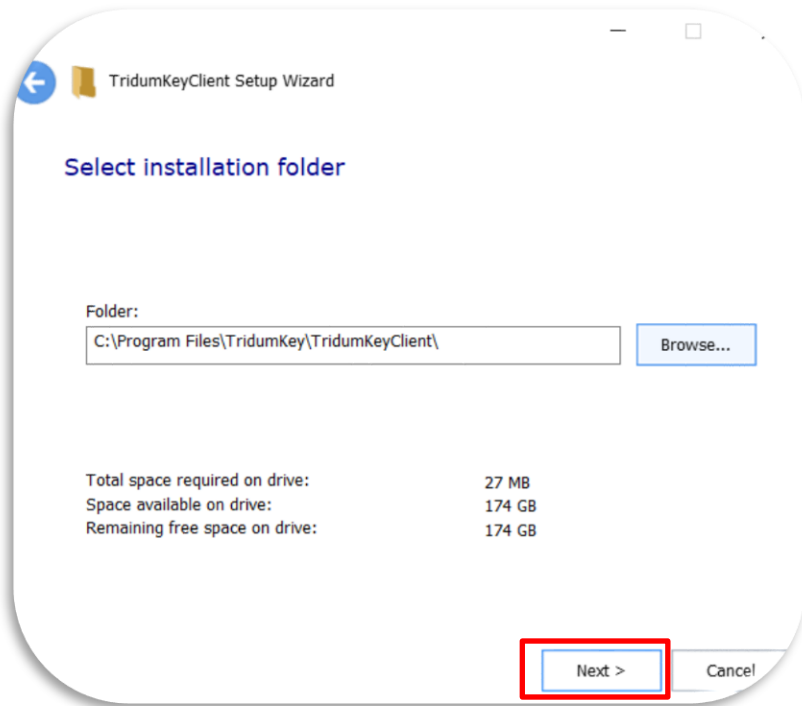 TridumKeyClient Setup Wizard
Select installation folder
Folder:
C:\Program Files\TridumKey\TridumKeyClient\
Browse...
Total space required on drive: 27 MB
Space available on drive: 174 GB
Remaining free space on drive: 174 GB
Next >
Cancel